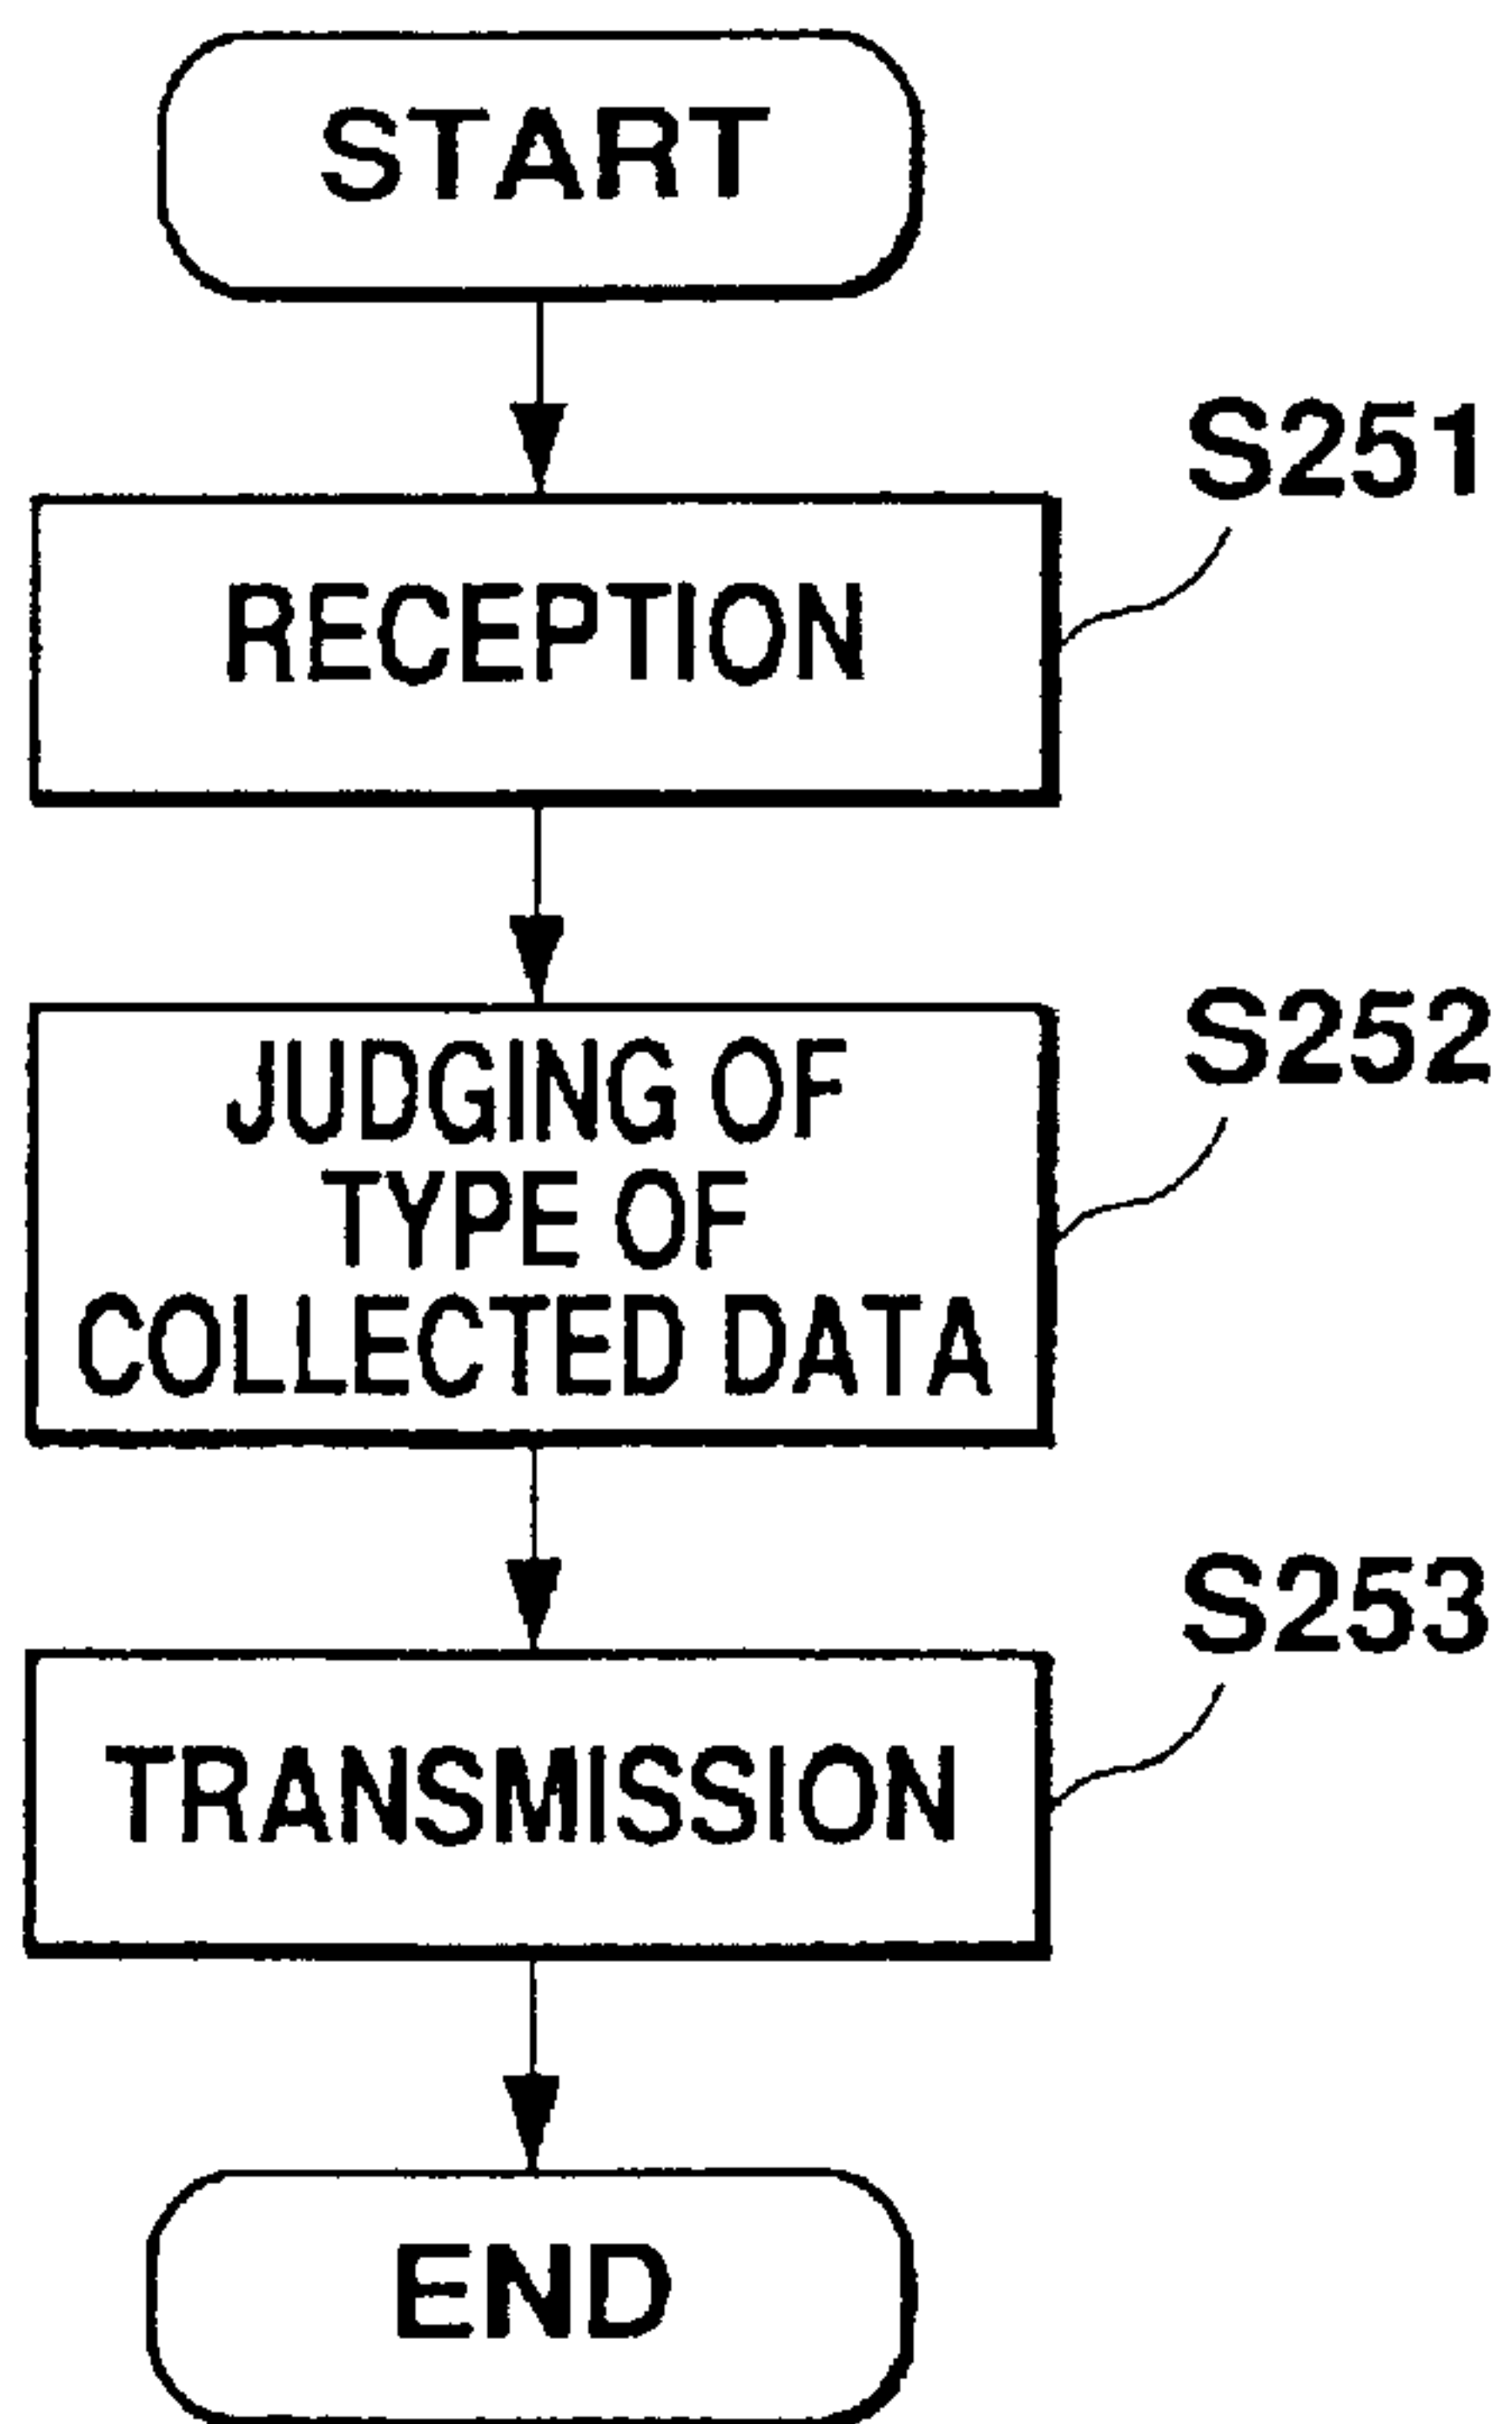 START
S251
RECEPTION
S252
JUDGING OF
TYPE OF
COLLECTED DATA
S253
TRANSMISSION
END